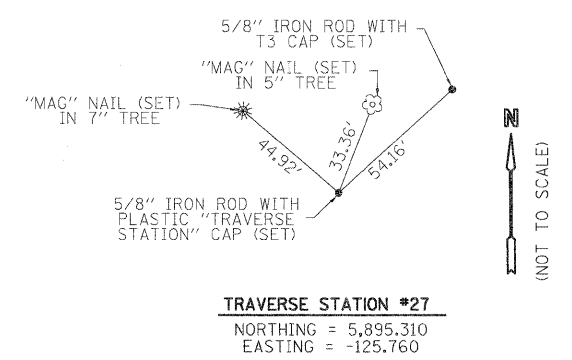 5/8" IRON ROD WITH
T3 CAP (SET)
"MAG" NAIL (SET)
IN 5" TREE
"MAG" NAIL (SET)
IN 7" TREE
N
44.92'
33.36'
54.16'
5/8" IRON ROD WITH
PLASTIC "TRAVERSE
STATION" CAP (SET)
(NOT TO SCALE)
TRAVERSE STATION #27
NORTHING = 5,895.310
EASTING = -125.760